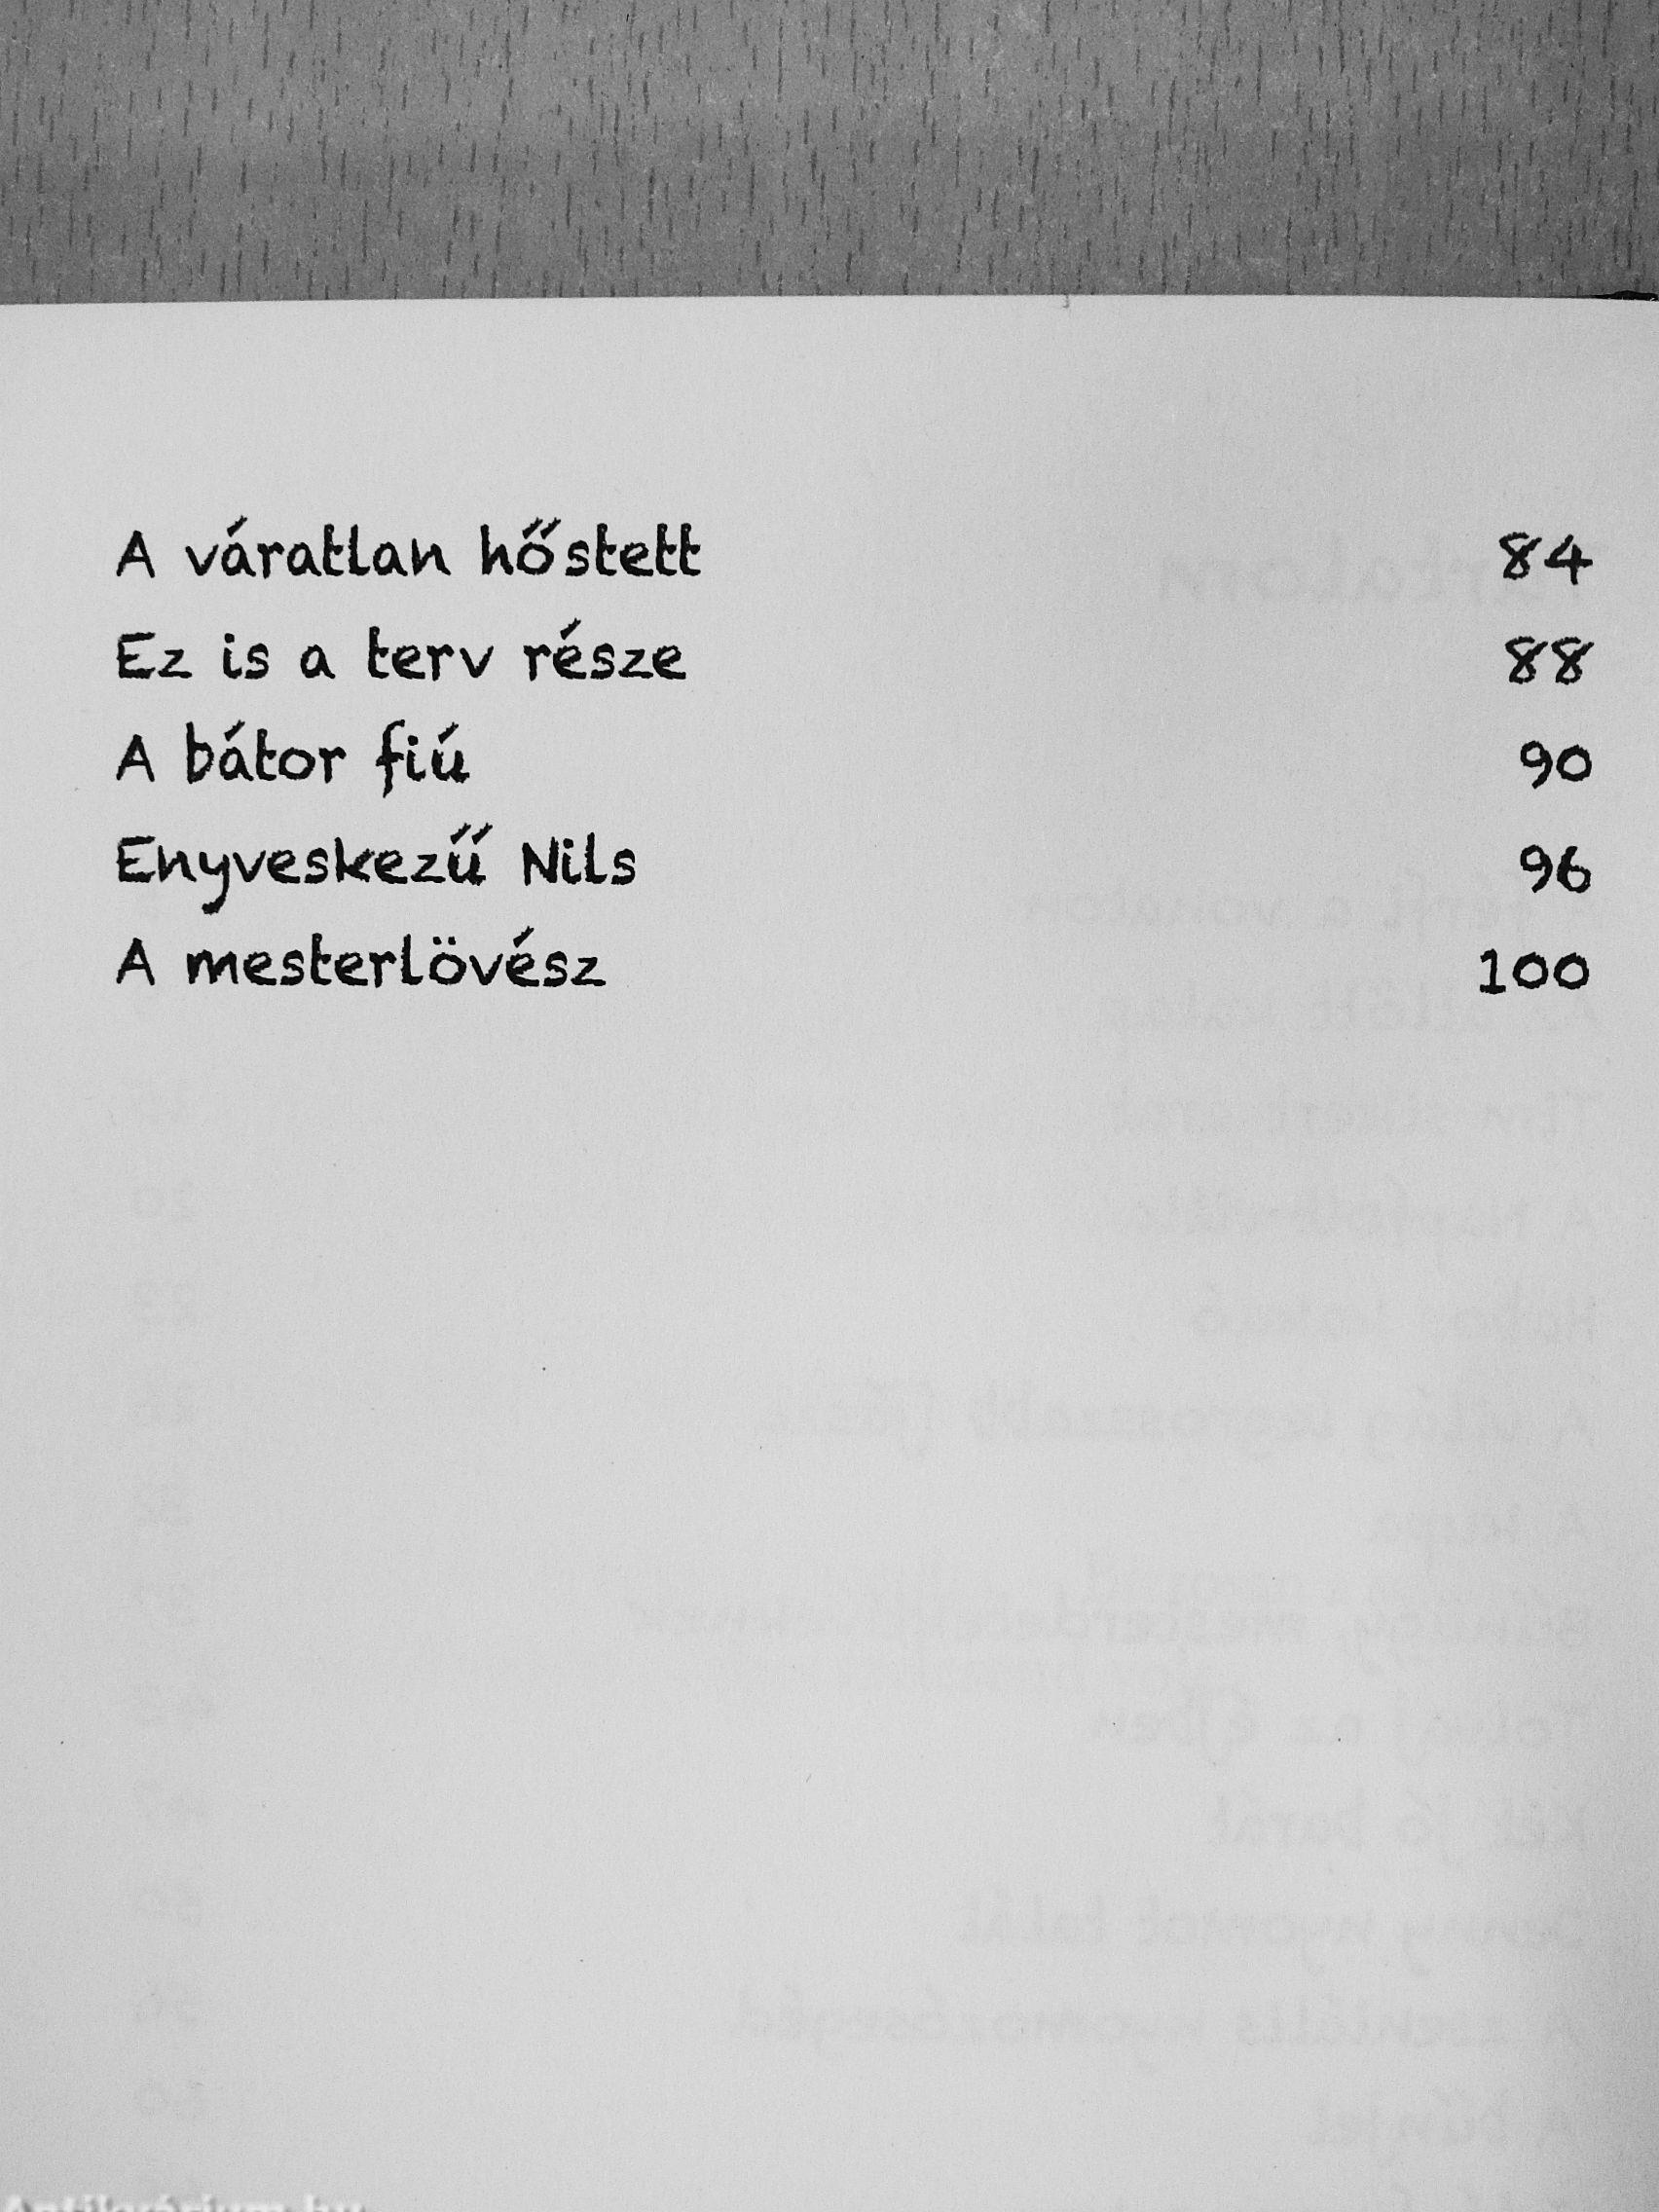 A váratlan hőstett 84
Ez is a terv része 88
A bátor fiú 90
Enyveskezű Nils 96
A mesterlövész 100